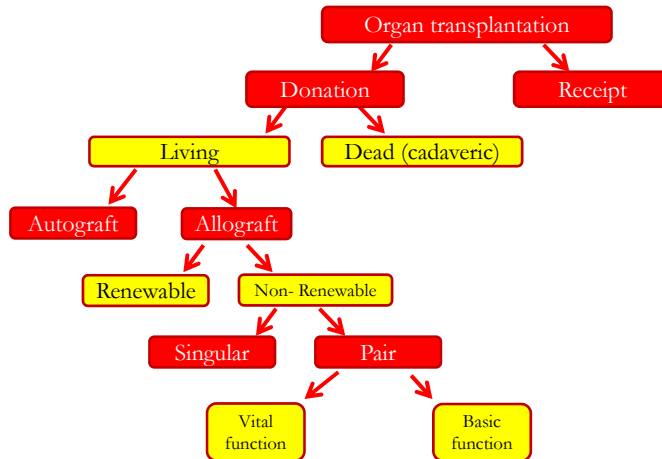 Organ transplantation
Donation
Receipt
Living
Dead (cadaveric)
Autograft
Allograft
Renewable
Non- Renewable
Singular
Pair
Vital
function
Basic
function